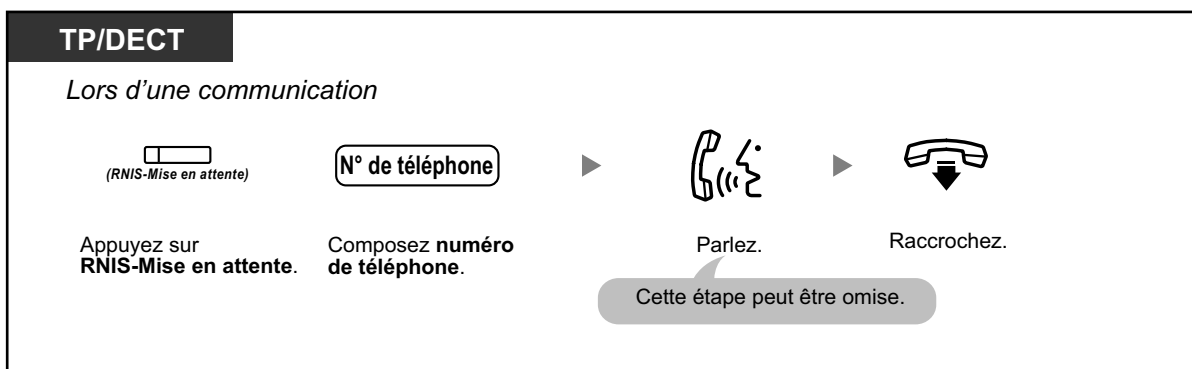 TP/DECT
Lors d’une communication
(RNIS-Mise en attente)
N° de téléphone
Appuyez sur
RNIS-Mise en attente.
Composez numéro
de téléphone.
Parlez.
Raccrochez.
Cette étape peut être omise.